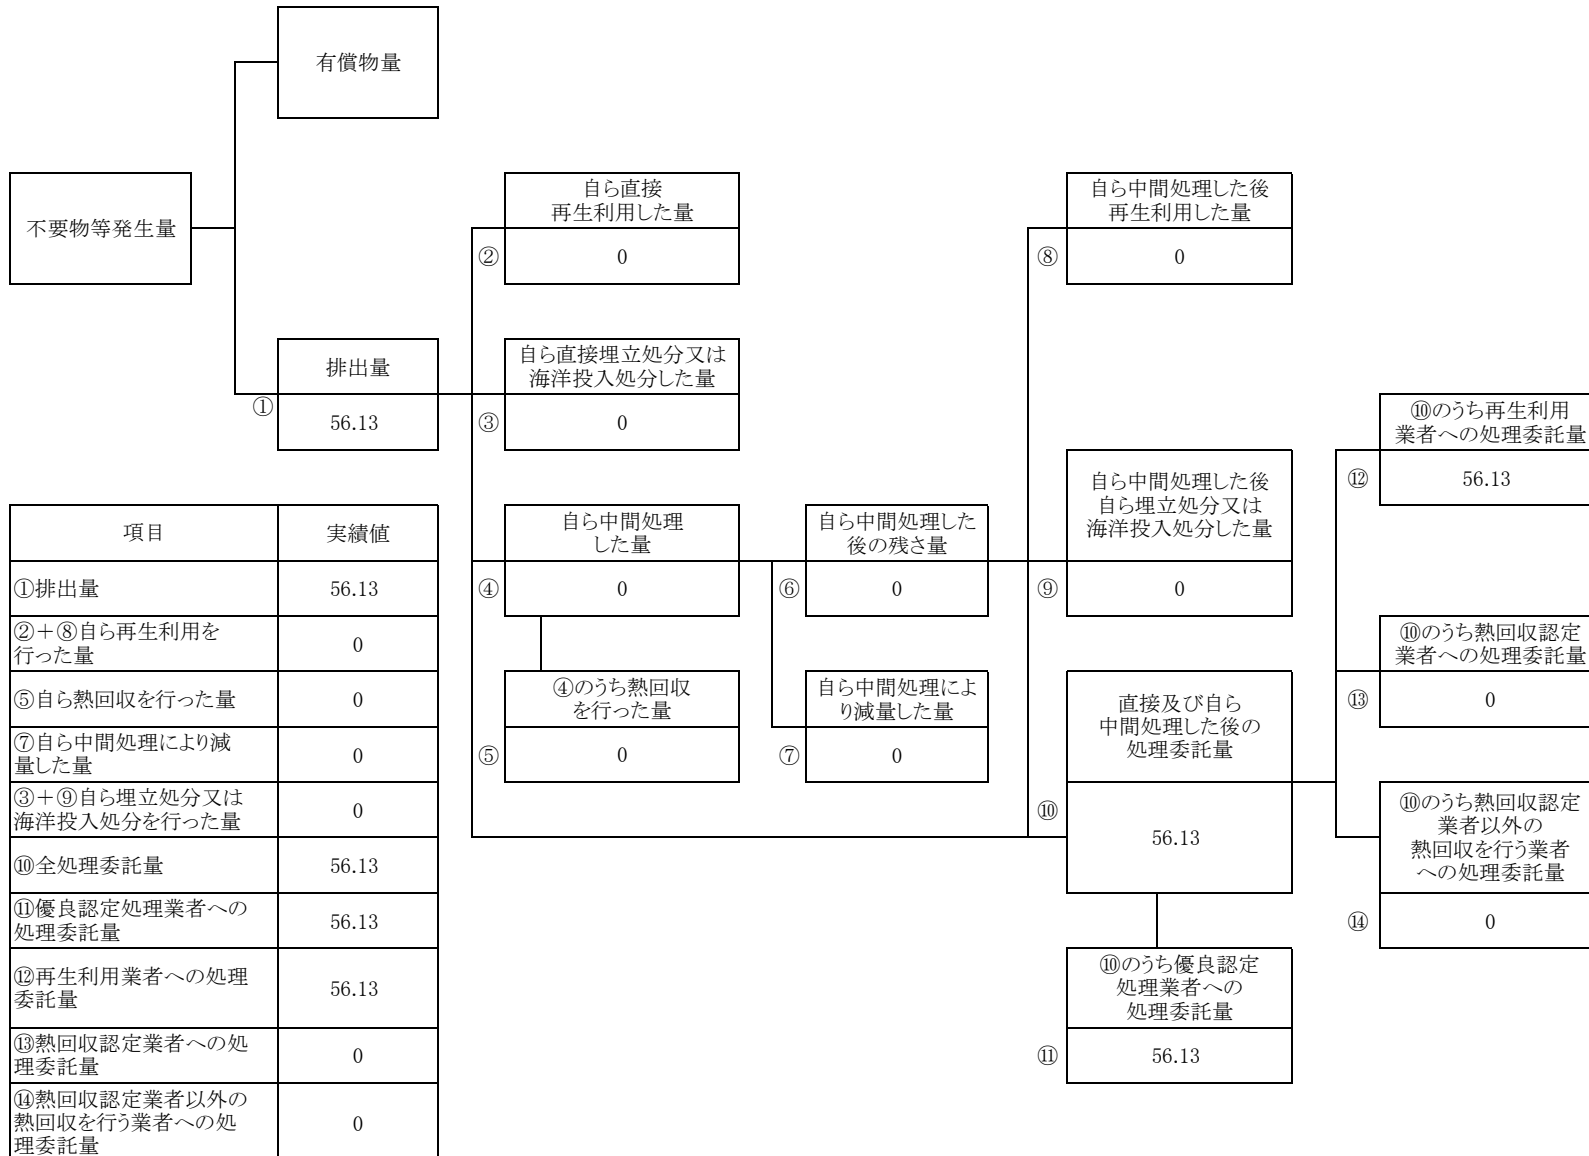 有償物量
不要物等発生量
自ら直接
再生利用した量
②
0
自ら中間処理した後
再生利用した量
⑧
0
排出量
①
56.13
自ら直接埋立処分又は
海洋投入処分した量
③
0
⑩のうち再生利用
業者への処理委託量
⑫
56.13
自ら中間処理
した量
④
0
自ら中間処理した
後の残さ量
⑥
0
自ら中間処理した後
自ら埋立処分又は
海洋投入処分した量
⑨
0
⑩のうち熱回収認定
業者への処理委託量
⑬
0
④のうち熱回収
を行った量
⑤
0
自ら中間処理によ
り減量した量
⑦
0
直接及び自ら
中間処理した後の
処理委託量
⑩
56.13
⑩のうち熱回収認定
業者以外の
熱回収を行う業者
への処理委託量
⑭
0
⑩のうち優良認定
処理業者への
処理委託量
⑪
56.13
項目 実績値
①排出量 56.13
②＋⑧自ら再生利用を
行った量
0
⑤自ら熱回収を行った量 0
⑦自ら中間処理により減
量した量
0
③＋⑨自ら埋立処分又は
海洋投入処分を行った量
0
⑩全処理委託量 56.13
⑪優良認定処理業者への
処理委託量
56.13
⑫再生利用業者への処理
委託量
56.13
⑬熱回収認定業者への処
理委託量
0
⑭熱回収認定業者以外の
熱回収を行う業者への処
理委託量
0